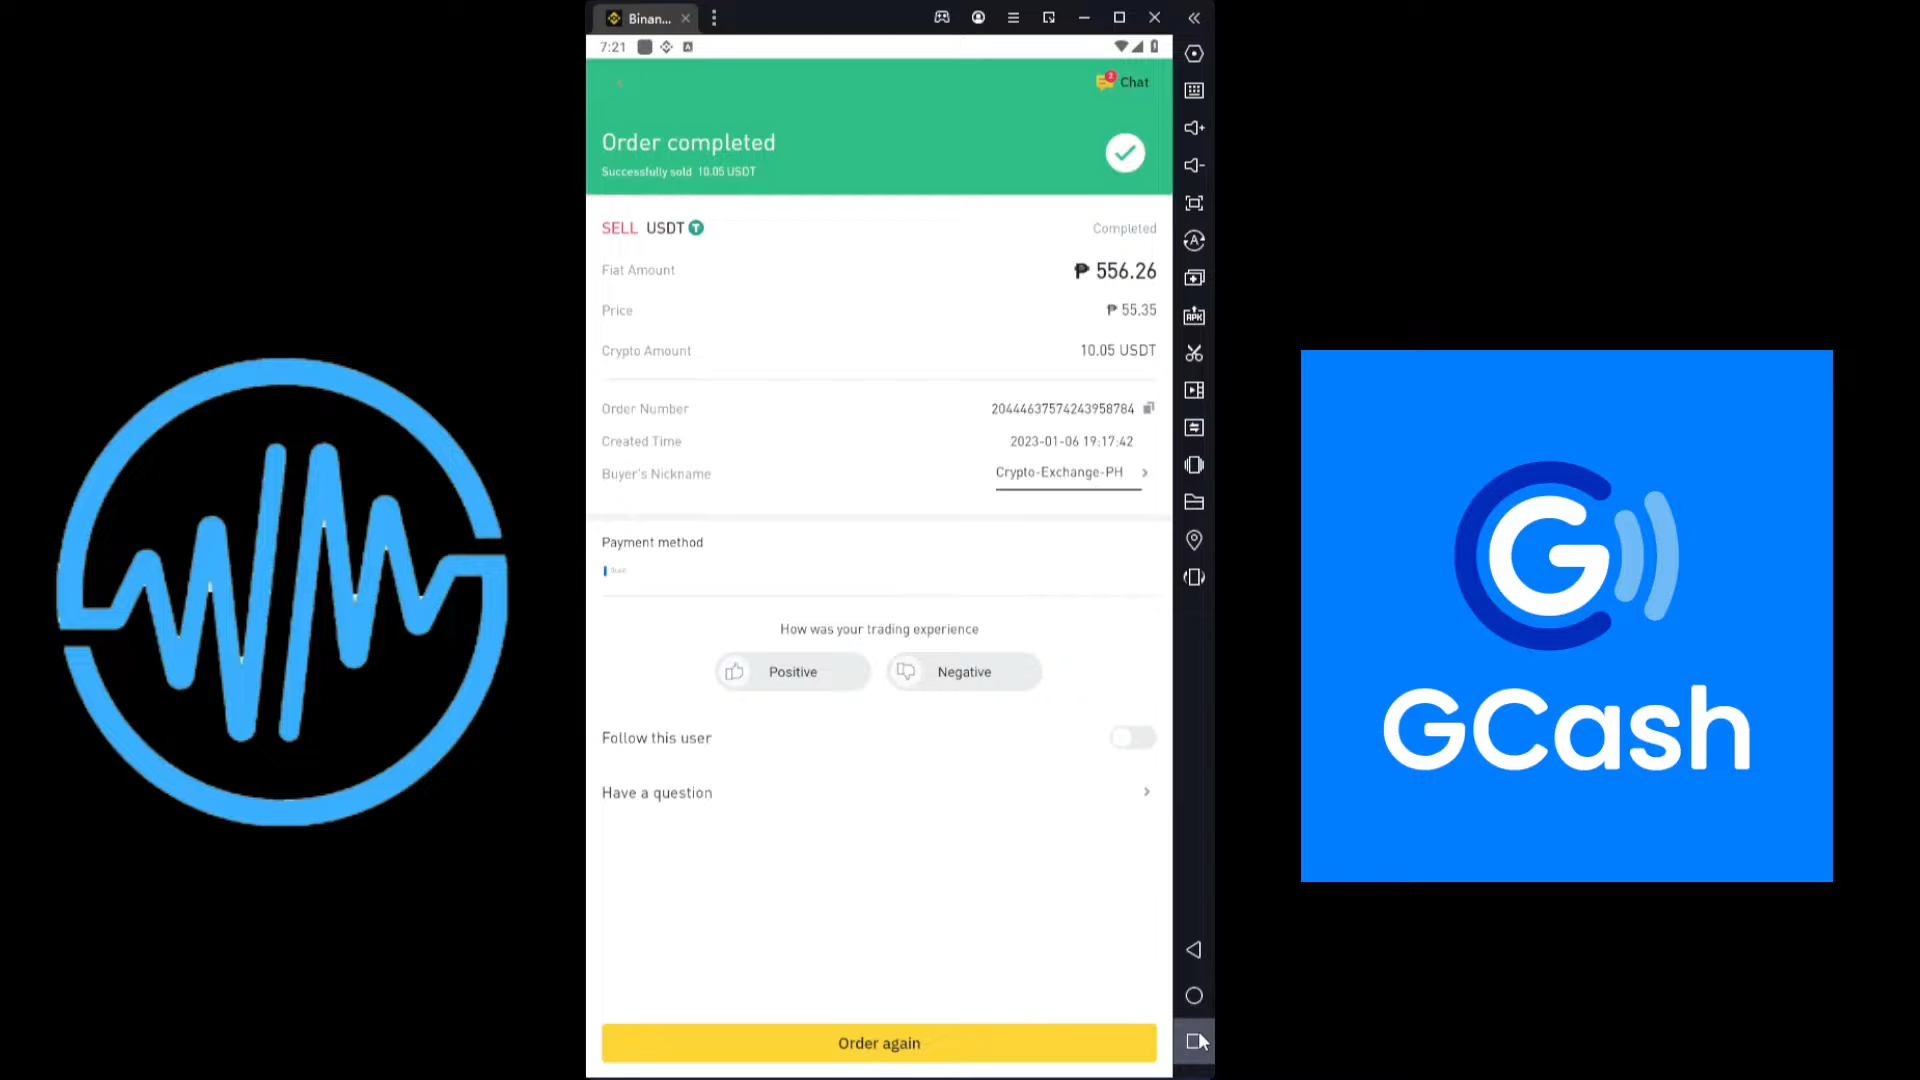 Binan...
7:21
Chat
2
Order completed
Successfully sold 10.05 USDT
SELL USDT
Completed
Fiat Amount
₱ 556.26
Price
₱ 55.35
Crypto Amount
10.05 USDT
Order Number
20444637574243958784
Created Time
2023-01-06 19:17:42
Buyer's Nickname
Crypto-Exchange-PH
Payment method
How was your trading experience
Positive
Negative
Follow this user
Have a question
Order again
APK
WM
G
GCash